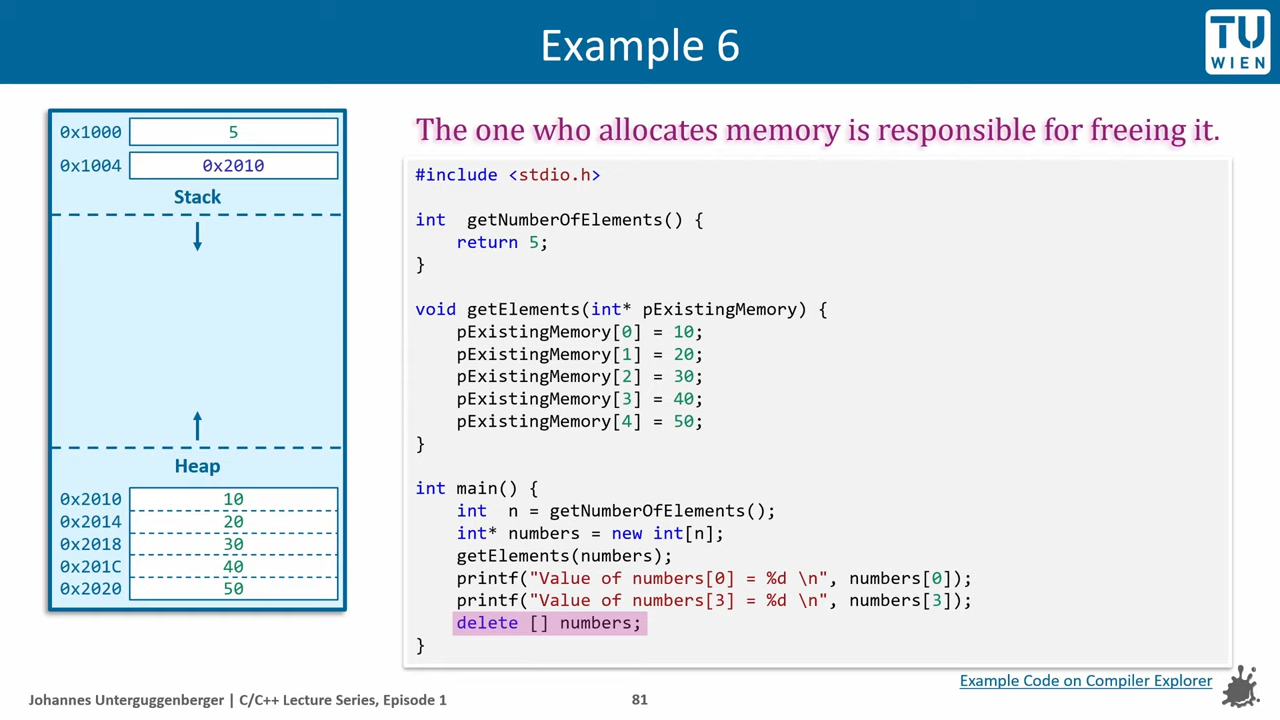 Example 6
TU
WIEN
0x1000 5
0x1004 0x2010
Stack
Heap
0x2010 10
0x2014 20
0x2018 30
0x201C 40
0x2020 50
The one who allocates memory is responsible for freeing it.
#include <stdio.h>
int  getNumberOfElements() {
    return 5;
}
void getElements(int* pExistingMemory) {
    pExistingMemory[0] = 10;
    pExistingMemory[1] = 20;
    pExistingMemory[2] = 30;
    pExistingMemory[3] = 40;
    pExistingMemory[4] = 50;
}
int main() {
    int  n = getNumberOfElements();
    int* numbers = new int[n];
    getElements(numbers);
    printf("Value of numbers[0] = %d \n", numbers[0]);
    printf("Value of numbers[3] = %d \n", numbers[3]);
    delete [] numbers;
}
Example Code on Compiler Explorer
Johannes Unterguggenberger | C/C++ Lecture Series, Episode 1
81